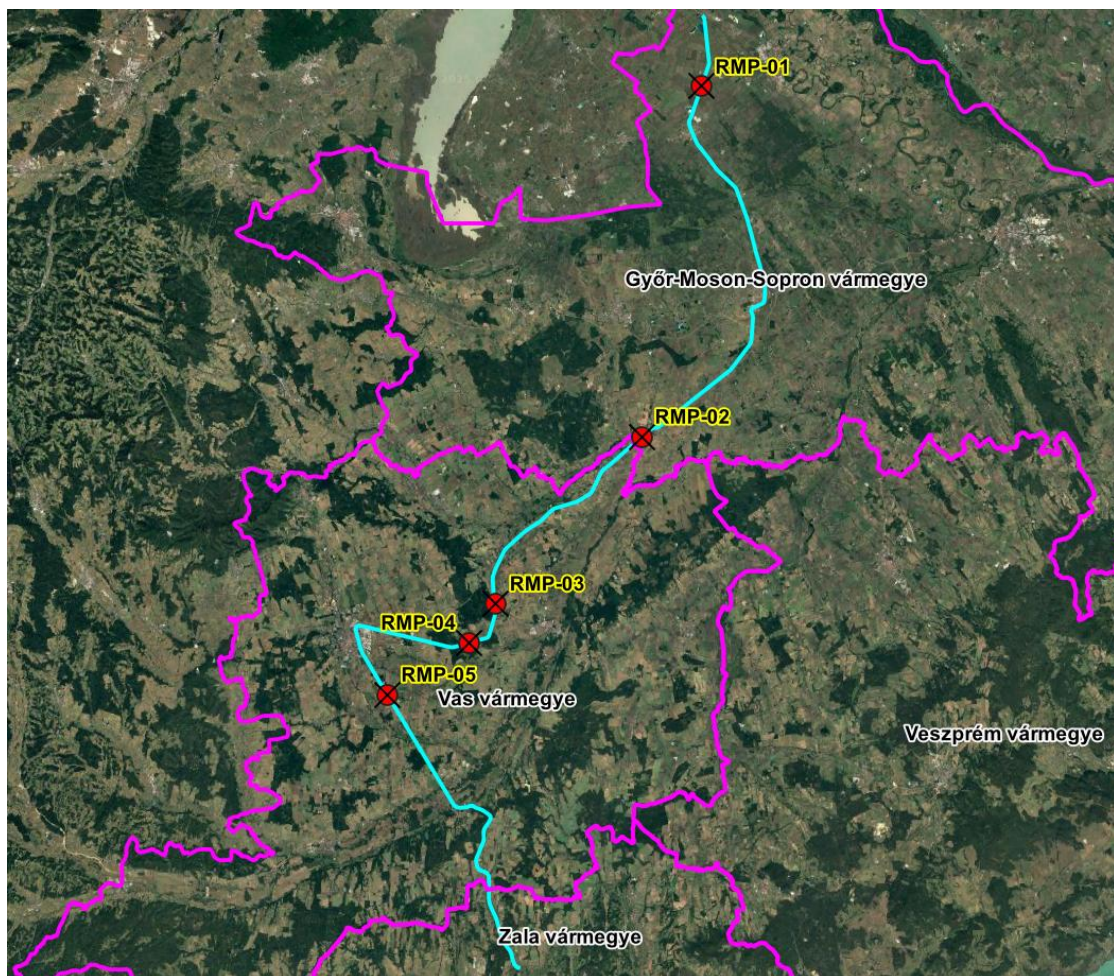 RMP-01
Győr-Moson-Sopron vármegye
RMP-02
RMP-03
RMP-04
RMP-05
Vas vármegye
Veszprém vármegye
Zala vármegye